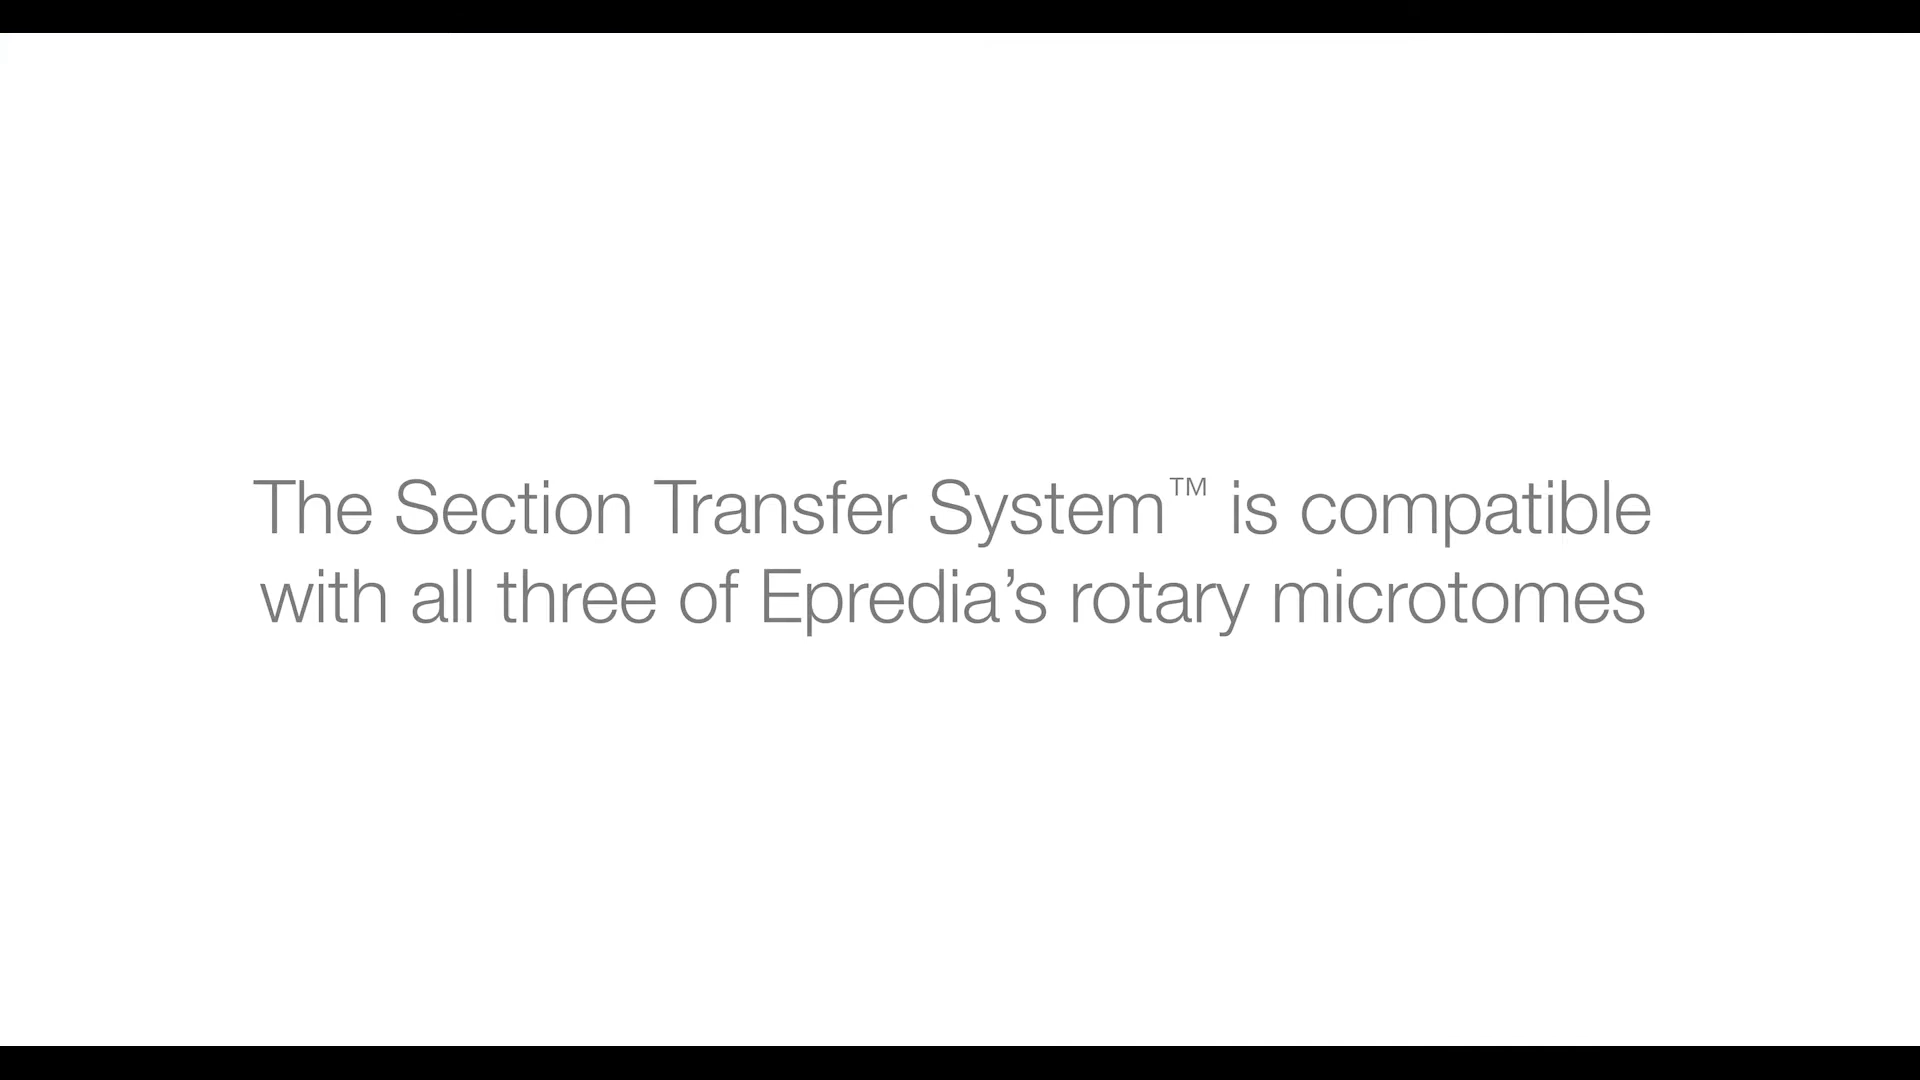 The Section Transfer System™ is compatible
with all three of Epredia’s rotary microtomes